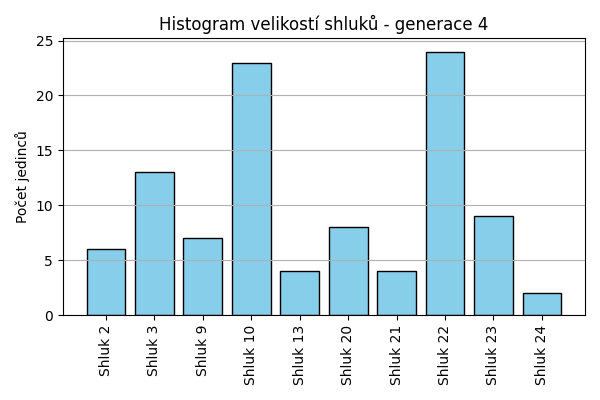 Histogram velikostí shluků - generace 4
Počet jedinců
25
20
15
10
5
0
Shluk 2
Shluk 3
Shluk 9
Shluk 10
Shluk 13
Shluk 20
Shluk 21
Shluk 22
Shluk 23
Shluk 24